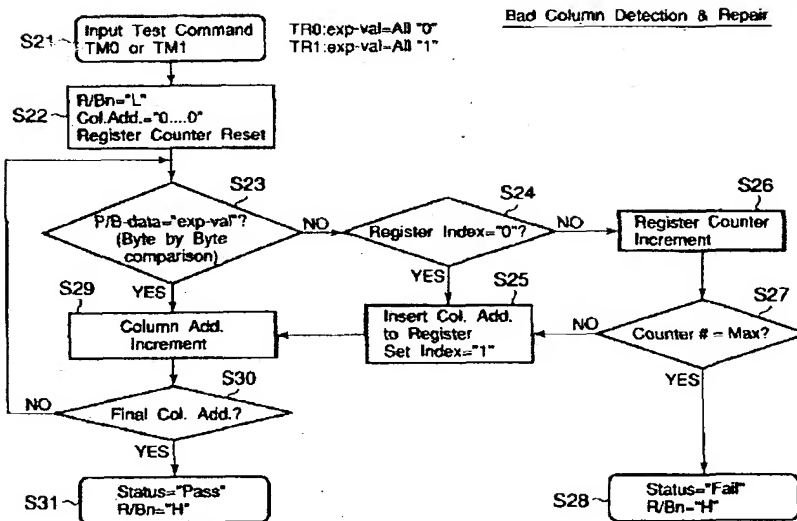 Bad Column Detection & Repair
S21
Input Test Command
TM0 or TM1
TR0:exp-val=All "0"
TR1:exp-val=All "1"
S22
R/Bn="L"
Col.Add.="0....0"
Register Counter Reset
S23
P/B-data="exp-val"?
(Byte by Byte
comparison)
NO
YES
S24
Register Index="0"?
NO
YES
S26
Register Counter
Increment
S25
Insert Col. Add.
to Register
Set Index="1"
S27
Counter # = Max?
NO
YES
S29
Column Add.
Increment
S30
Final Col. Add.?
NO
YES
S31
Status="Pass"
R/Bn="H"
S28
Status="Fail"
R/Bn="H"